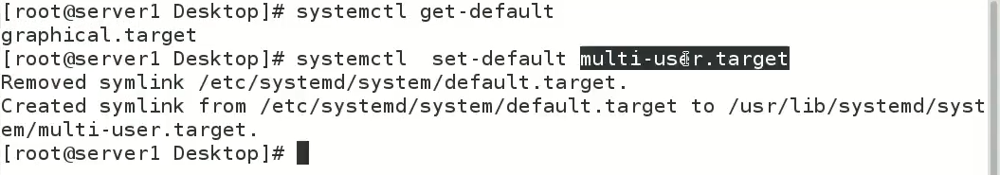 [root@server1 Desktop]# systemctl get-default
graphical.target
[root@server1 Desktop]# systemctl  set-default multi-user.target
Removed symlink /etc/systemd/system/default.target.
Created symlink from /etc/systemd/system/default.target to /usr/lib/systemd/syst
em/multi-user.target.
[root@server1 Desktop]#